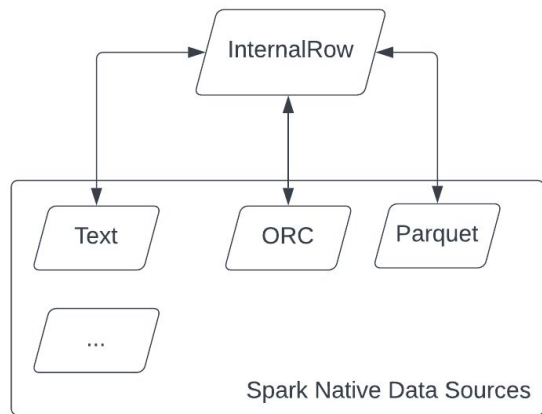 InternalRow
Text
ORC
Parquet
...
Spark Native Data Sources